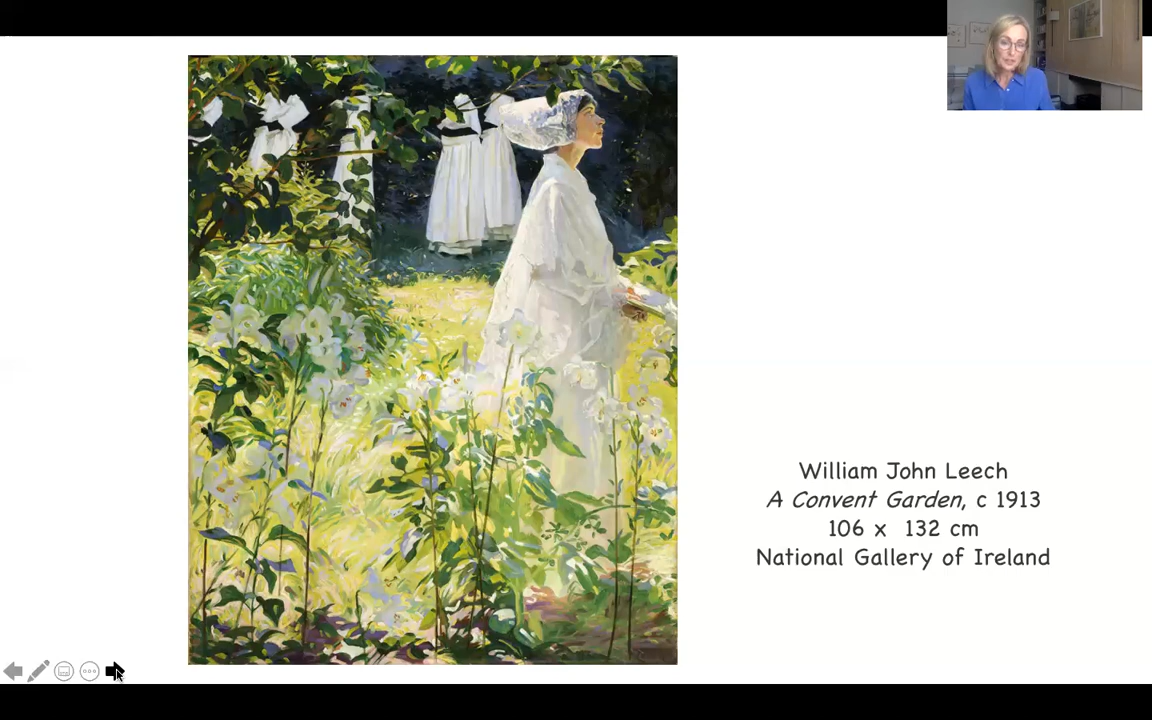 William John Leech
A Convent Garden, c 1913
106 x 132 cm
National Gallery of Ireland